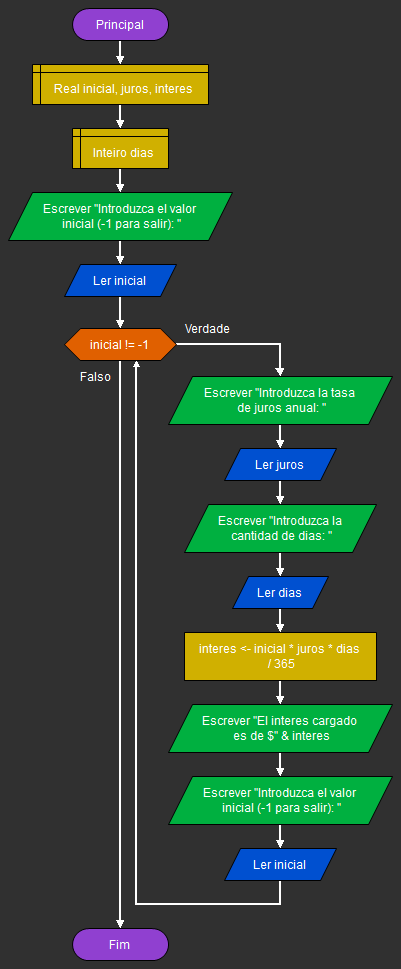 Principal
Real inicial, juros, interes
Inteiro dias
Escrever "Introduzca el valor
inicial (-1 para salir): "
Ler inicial
inicial != -1
Verdade
Falso
Escrever "Introduzca la tasa
de juros anual: "
Ler juros
Escrever "Introduzca la
cantidad de dias: "
Ler dias
interes <- inicial * juros * dias
/ 365
Escrever "El interes cargado
es de $" & interes
Escrever "Introduzca el valor
inicial (-1 para salir): "
Ler inicial
Fim